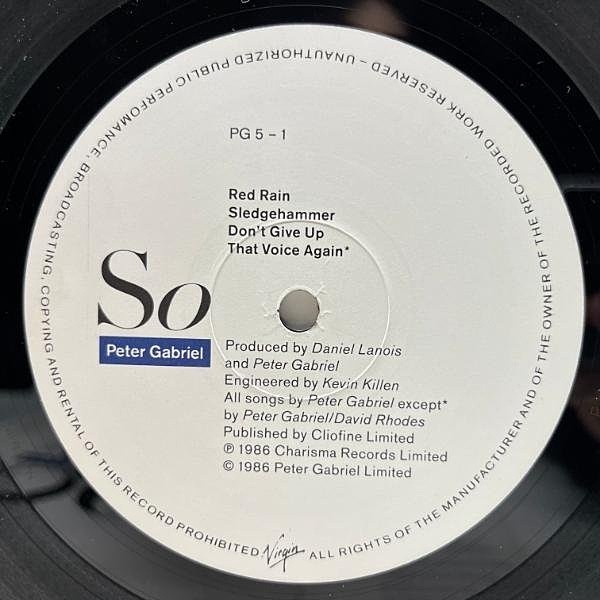 PG 5 – 1
Red Rain
Sledgehammer
Don't Give Up
That Voice Again*
So
Peter Gabriel
Produced by Daniel Lanois
and Peter Gabriel
Engineered by Kevin Killen
All songs by Peter Gabriel except*
by Peter Gabriel/David Rhodes
Published by Cliofine Limited
℗ 1986 Charisma Records Limited
© 1986 Peter Gabriel Limited
ALL RIGHTS OF THE MANUFACTURER AND OF THE OWNER OF THE RECORDED WORK RESERVED – UNAUTHORIZED PUBLIC PERFOMANCE, BROADCASTING, COPYING AND RENTAL OF THIS RECORD PROHIBITED
Virgin